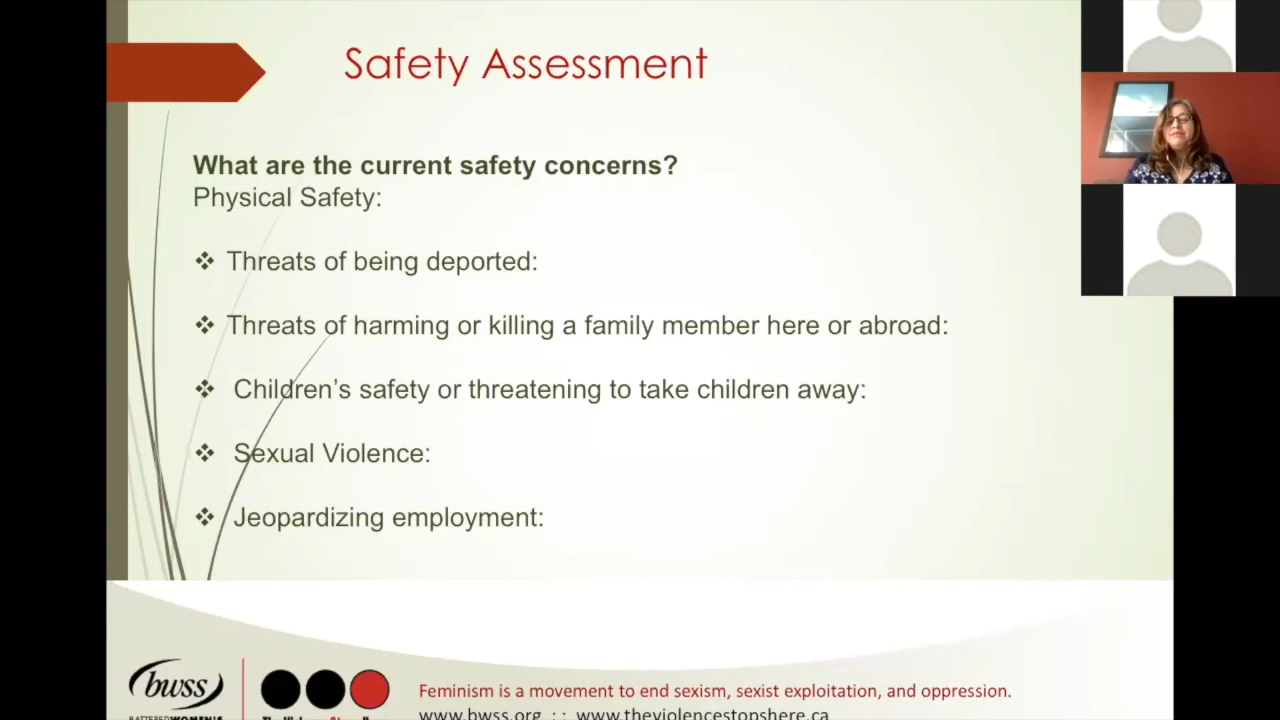 Safety Assessment
What are the current safety concerns?
Physical Safety:
❖ Threats of being deported:
❖ Threats of harming or killing a family member here or abroad:
❖ Children's safety or threatening to take children away:
❖ Sexual Violence:
❖ Jeopardizing employment:
bwss
BATTERED WOMEN'S
Feminism is a movement to end sexism, sexist exploitation, and oppression.
www.bwss.org :: www.theviolencestopshere.ca